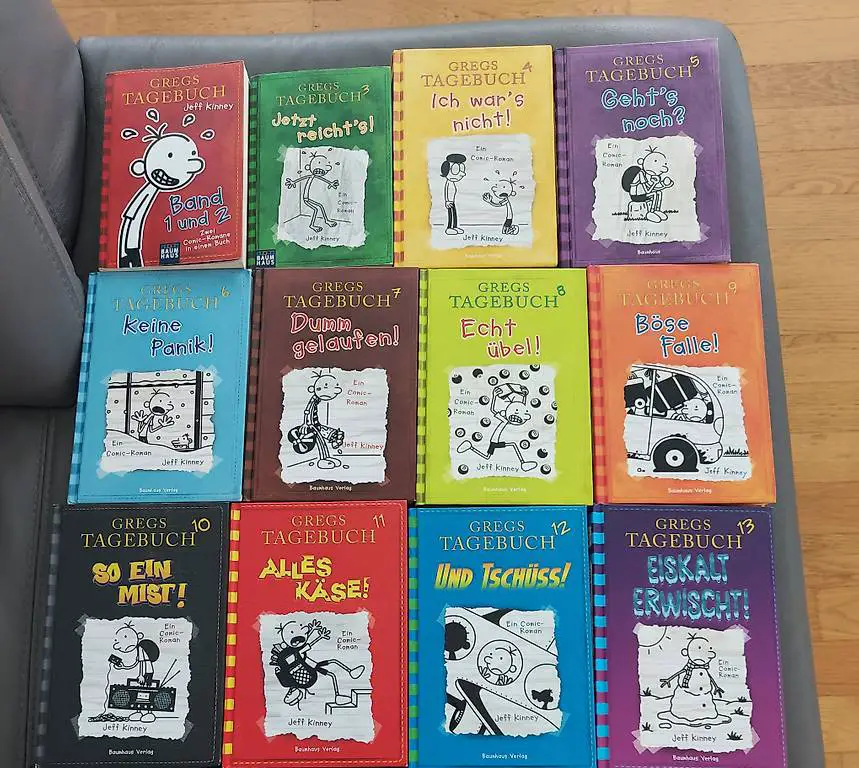 GREGS
TAGEBUCH
Jeff Kinney
Band
1 und 2
Zwei
Comic-Romane
in einem Buch
BAUM
HAUS
GREGS
TAGEBUCH 3
Jetzt
reicht's!
Ein
Comic-
Roman
Jeff Kinney
BAUM
HAUS
GREGS
TAGEBUCH 4
Ich war's
nicht!
Ein
Comic-Roman
Jeff Kinney
Baumhaus
GREGS
TAGEBUCH 5
Geht's
noch?
Ein
Comic-
Roman
Jeff Kinney
Baumhaus
GREGS
TAGEBUCH 6
Keine
Panik!
Ein
Comic-Roman
Jeff Kinney
Baumhaus Verlag
GREGS
TAGEBUCH 7
Dumm
gelaufen!
Ein
Comic-
Roman
Jeff Kinney
Baumhaus Verlag
GREGS
TAGEBUCH 8
Echt
übel!
Ein
Comic-
Roman
Jeff Kinney
Baumhaus Verlag
GREGS
TAGEBUCH 9
Böse
Falle!
Ein
Comic-
Roman
Jeff Kinney
Baumhaus Verlag
GREGS
TAGEBUCH 10
SO EIN
MIST!
Ein Comic-
Roman
Jeff Kinney
Baumhaus Verlag
GREGS
TAGEBUCH 11
ALLES
KÄSE!
Ein
Comic-
Roman
Jeff Kinney
Baumhaus Verlag
GREGS
TAGEBUCH 12
UND TSCHÜSS!
Ein Comic-
Roman
Jeff Kinney
Baumhaus Verlag
GREGS
TAGEBUCH 13
EISKALT
ERWISCHT!
Ein
Comic-
Roman
Jeff Kinney
Baumhaus Verlag